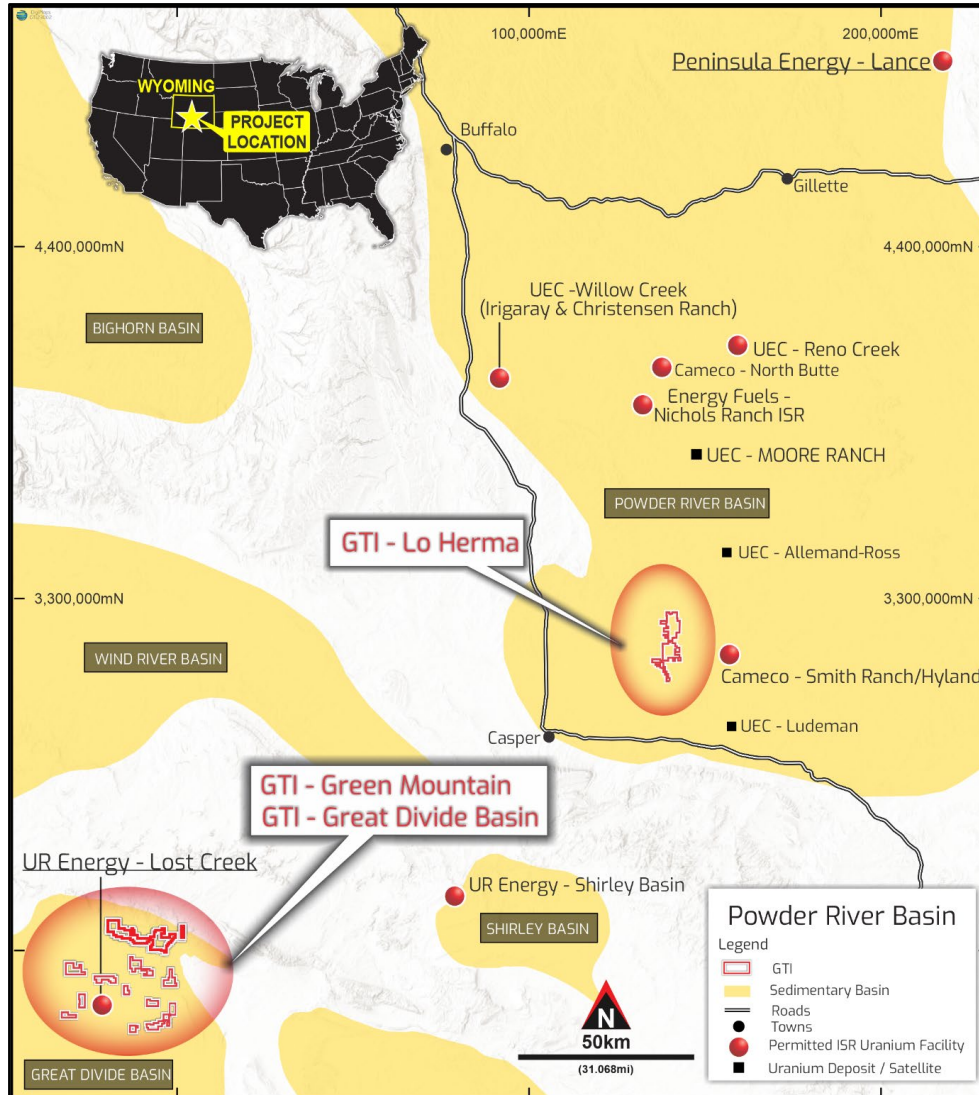 100,000mE
200,000mE
Peninsula Energy - Lance
WYOMING
PROJECT
LOCATION
Buffalo
Gillette
4,400,000mN
4,400,000mN
UEC -Willow Creek
(Irigaray & Christensen Ranch)
BIGHORN BASIN
UEC - Reno Creek
Cameco - North Butte
Energy Fuels -
Nichols Ranch ISR
UEC - MOORE RANCH
POWDER RIVER BASIN
GTI - Lo Herma
UEC - Allemand-Ross
3,300,000mN
3,300,000mN
WIND RIVER BASIN
Cameco - Smith Ranch/Hyland
UEC - Ludeman
Casper
GTI - Green Mountain
GTI - Great Divide Basin
UR Energy - Lost Creek
UR Energy - Shirley Basin
SHIRLEY BASIN
Powder River Basin
Legend
GTI
Sedimentary Basin
Roads
Towns
Permitted ISR Uranium Facility
Uranium Deposit / Satellite
N
50km
(31.068mi)
GREAT DIVIDE BASIN